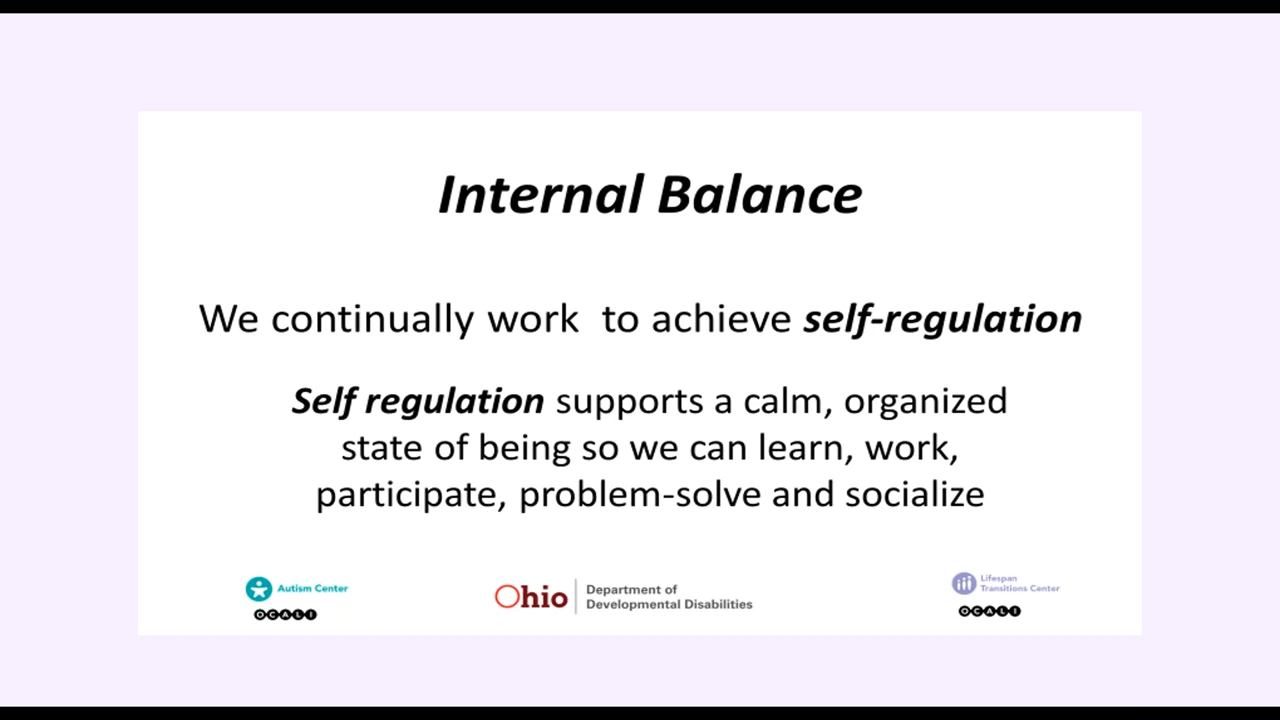 Internal Balance
We continually work  to achieve self-regulation
Self regulation supports a calm, organized
state of being so we can learn, work,
participate, problem-solve and socialize
Autism Center
OCALI
Ohio
Department of
Developmental Disabilities
Lifespan
Transitions Center
OCALI